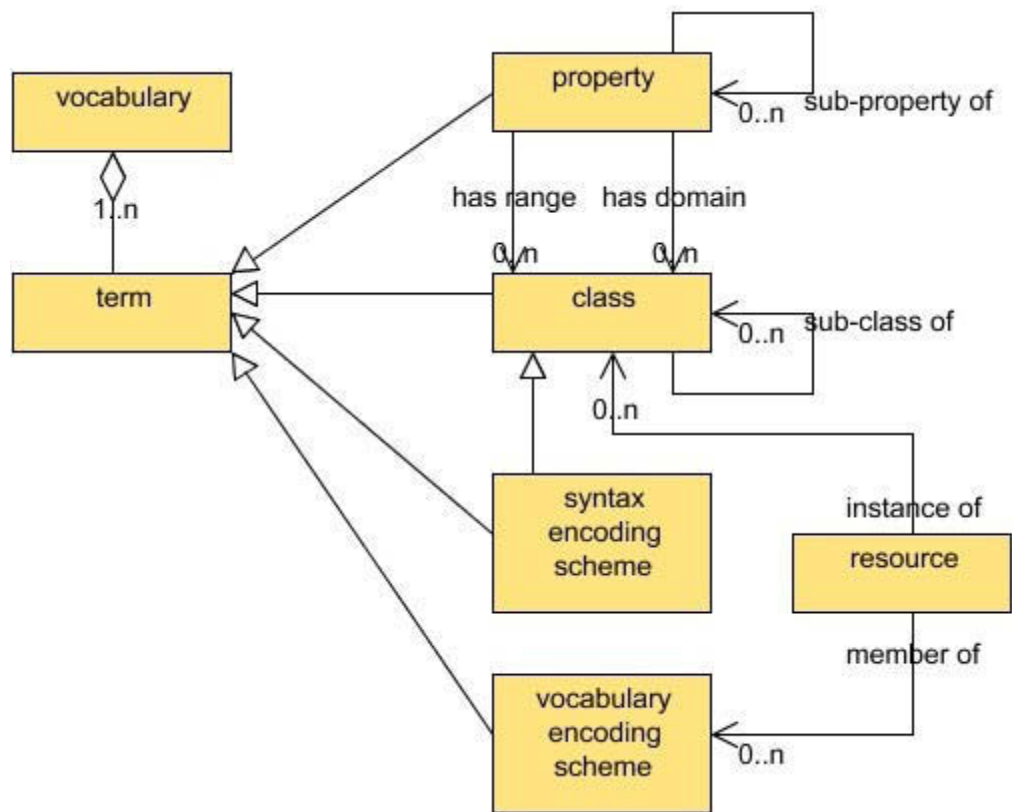 property
vocabulary
0..n
sub-property of
has range
has domain
1..n
0..n
0..n
term
class
0..n
sub-class of
0..n
syntax
encoding
scheme
instance of
resource
member of
vocabulary
encoding
scheme
0..n